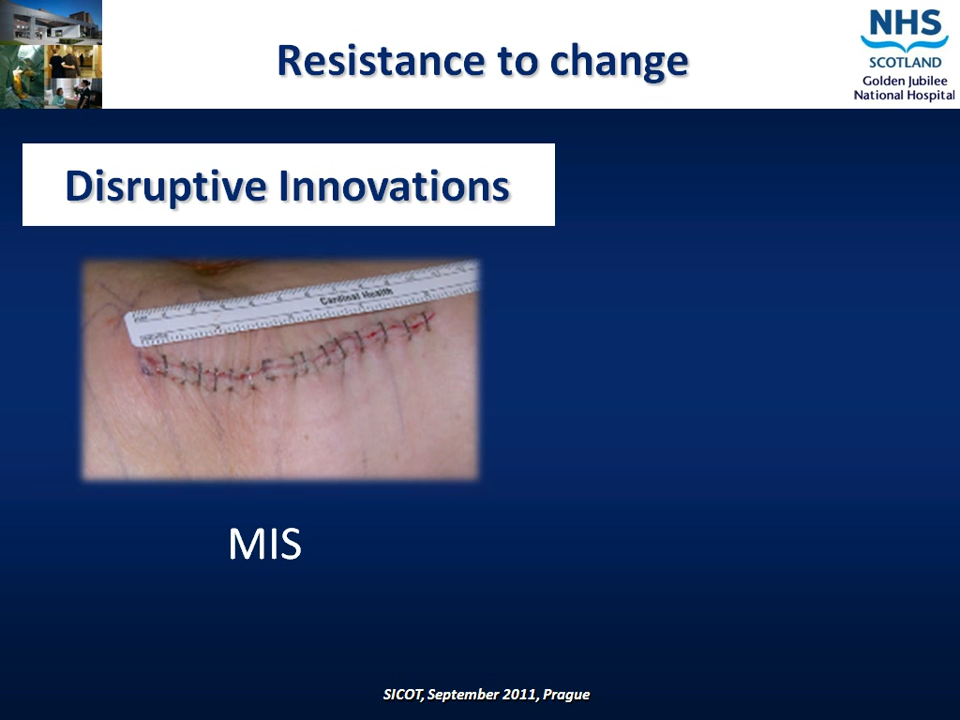 Resistance to change
NHS
SCOTLAND
Golden Jubilee
National Hospital
Disruptive Innovations
Cardinal Health
MIS
SICOT, September 2011, Prague